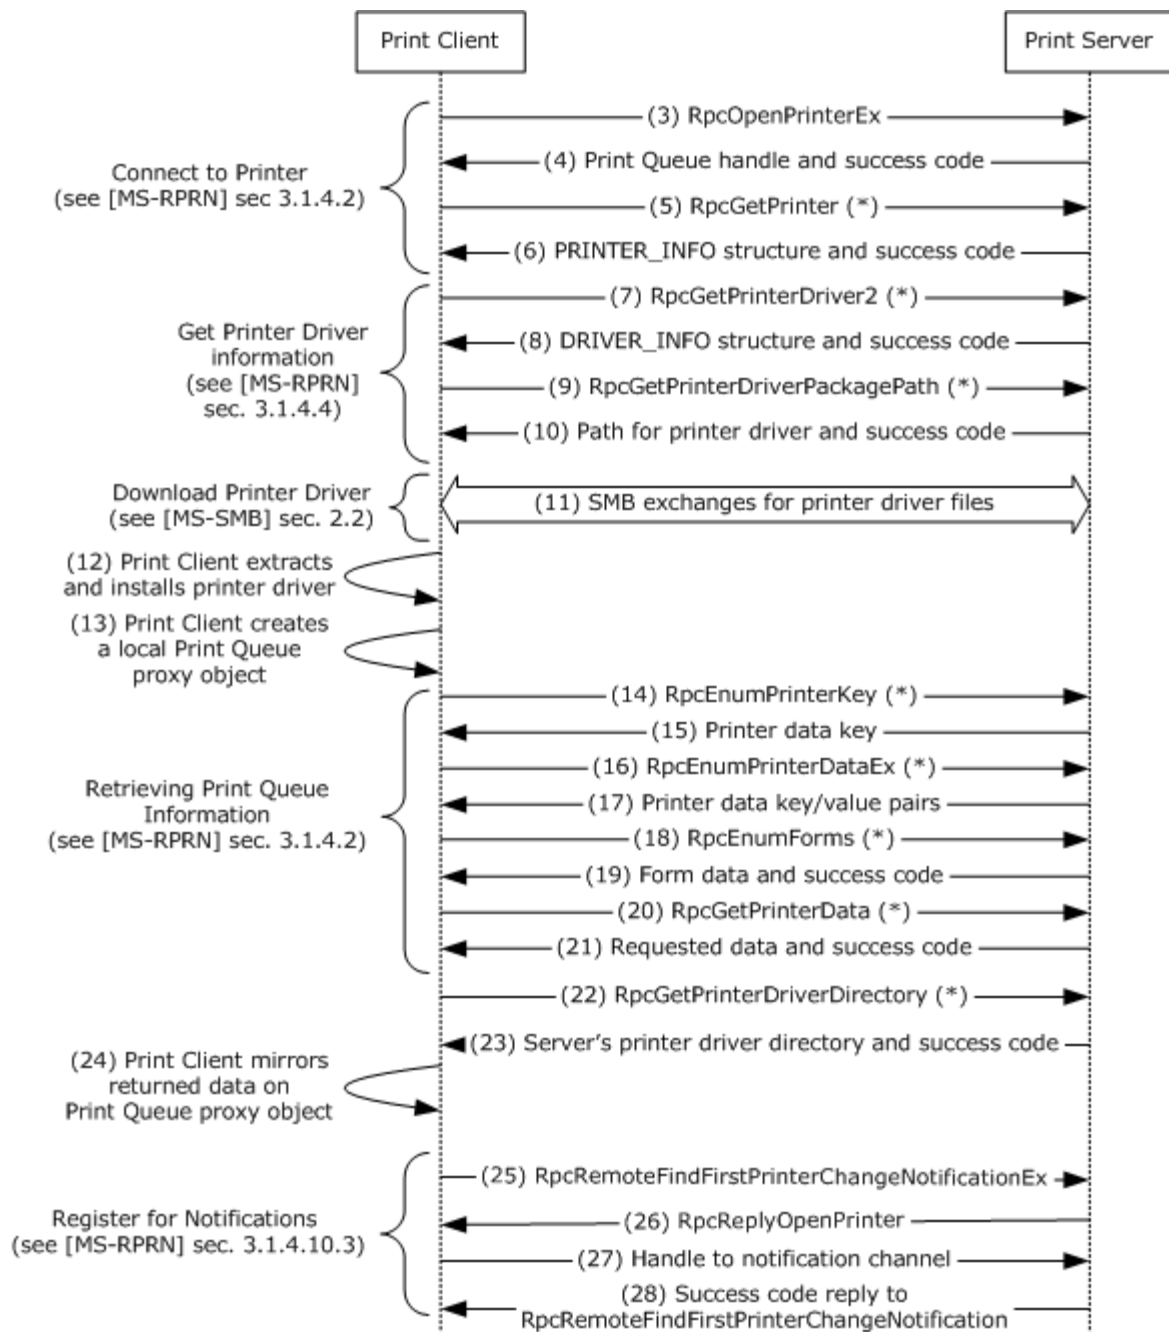 Print Client
Print Server
(3) RpcOpenPrinterEx
(4) Print Queue handle and success code
Connect to Printer
(see [MS-RPRN] sec 3.1.4.2)
(5) RpcGetPrinter (*)
(6) PRINTER_INFO structure and success code
(7) RpcGetPrinterDriver2 (*)
Get Printer Driver
information
(see [MS-RPRN]
sec. 3.1.4.4)
(8) DRIVER_INFO structure and success code
(9) RpcGetPrinterDriverPackagePath (*)
(10) Path for printer driver and success code
Download Printer Driver
(see [MS-SMB] sec. 2.2)
(11) SMB exchanges for printer driver files
(12) Print Client extracts
and installs printer driver
(13) Print Client creates
a local Print Queue
proxy object
(14) RpcEnumPrinterKey (*)
(15) Printer data key
(16) RpcEnumPrinterDataEx (*)
Retrieving Print Queue
Information
(see [MS-RPRN] sec. 3.1.4.2)
(17) Printer data key/value pairs
(18) RpcEnumForms (*)
(19) Form data and success code
(20) RpcGetPrinterData (*)
(21) Requested data and success code
(22) RpcGetPrinterDriverDirectory (*)
(23) Server's printer driver directory and success code
(24) Print Client mirrors
returned data on
Print Queue proxy object
(25) RpcRemoteFindFirstPrinterChangeNotificationEx
Register for Notifications
(see [MS-RPRN] sec. 3.1.4.10.3)
(26) RpcReplyOpenPrinter
(27) Handle to notification channel
(28) Success code reply to
RpcRemoteFindFirstPrinterChangeNotification